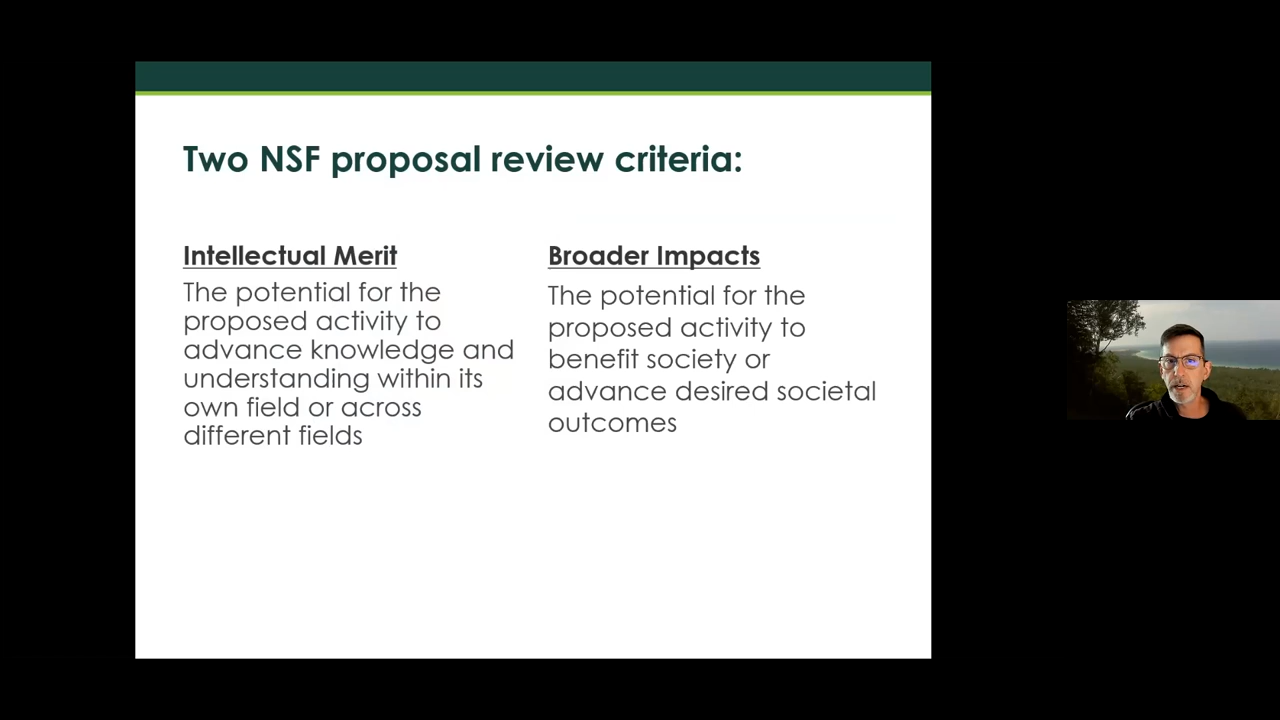 Two NSF proposal review criteria:
Intellectual Merit
The potential for the
proposed activity to
advance knowledge and
understanding within its
own field or across
different fields
Broader Impacts
The potential for the
proposed activity to
benefit society or
advance desired societal
outcomes